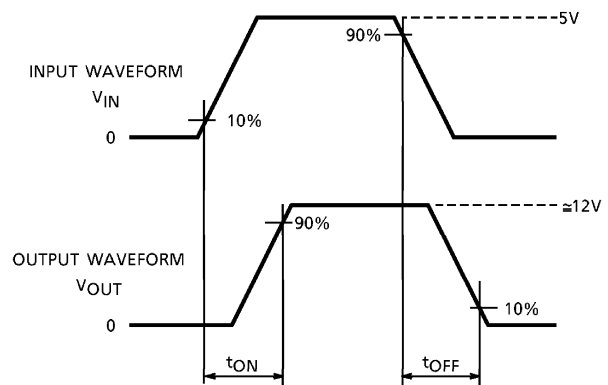 5V
90%
INPUT WAVEFORM
VIN
10%
0
≃12V
90%
OUTPUT WAVEFORM
VOUT
10%
0
tON
tOFF